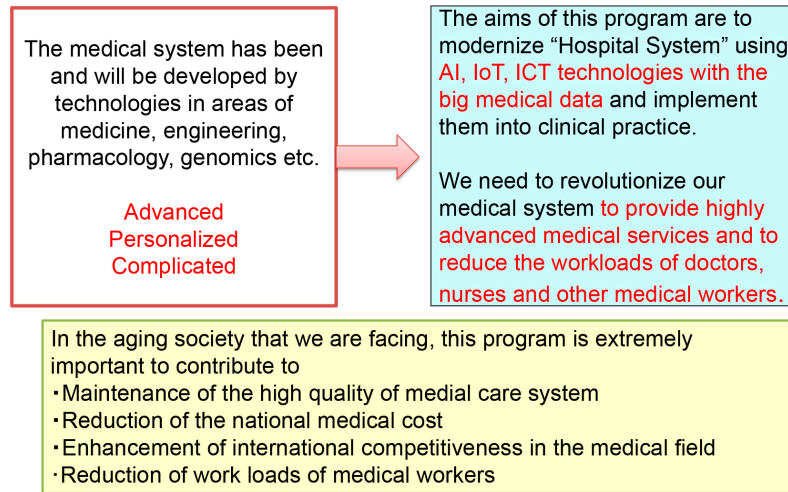 The medical system has been
and will be developed by
technologies in areas of
medicine, engineering,
pharmacology, genomics etc.
Advanced
Personalized
Complicated
The aims of this program are to
modernize “Hospital System” using
AI, IoT, ICT technologies with the
big medical data and implement
them into clinical practice.
We need to revolutionize our
medical system to provide highly
advanced medical services and to
reduce the workloads of doctors,
nurses and other medical workers.
In the aging society that we are facing, this program is extremely
important to contribute to
・Maintenance of the high quality of medial care system
・Reduction of the national medical cost
・Enhancement of international competitiveness in the medical field
・Reduction of work loads of medical workers